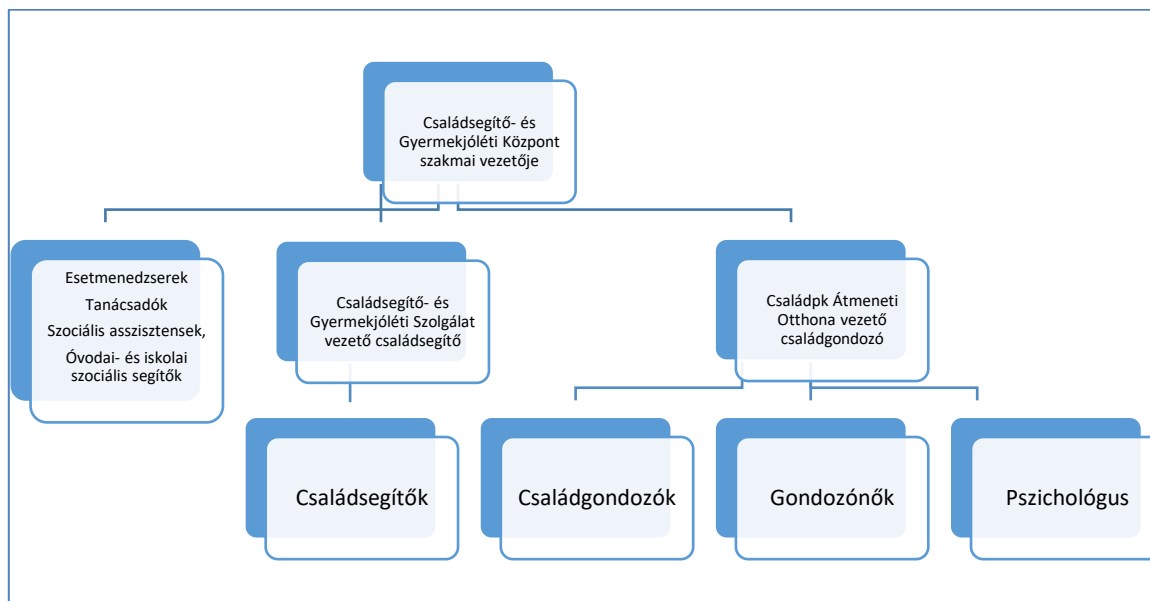 Családsegítő- és
Gyermekjóléti Központ
szakmai vezetője
Esetmenedzserek
Tanácsadók
Szociális asszisztensek,
Óvodai- és iskolai
szociális segítők
Családsegítő- és
Gyermekjóléti Szolgálat
vezető családsegítő
Családpk Átmeneti
Otthona vezető
családgondozó
Családsegítők
Családgondozók
Gondozónők
Pszichológus